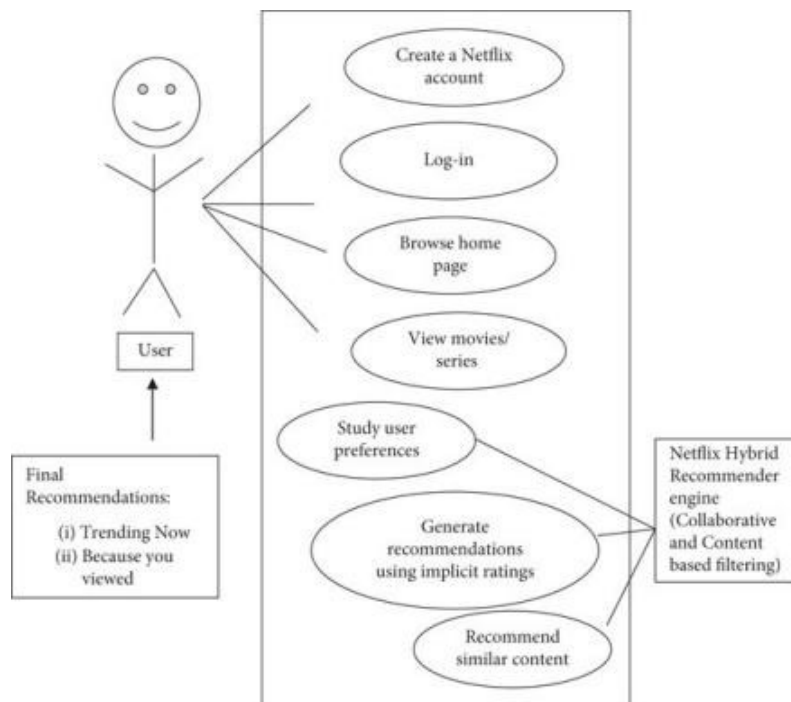 Create a Netflix
account
Log-in
Browse home
page
View movies/
series
User
Study user
preferences
Final
Recommendations:
(i) Trending Now
(ii) Because you
viewed
Generate
recommendations
using implicit ratings
Recommend
similar content
Netflix Hybrid
Recommender
engine
(Collaborative
and Content
based filtering)